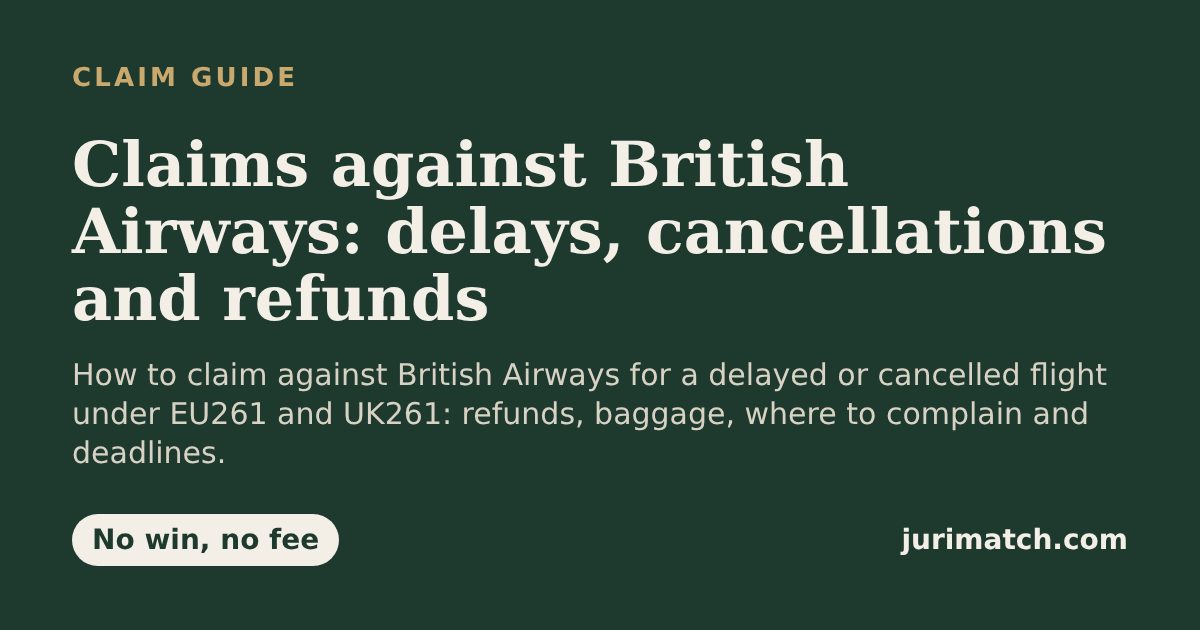 CLAIM GUIDE
Claims against British
Airways: delays, cancellations
and refunds
How to claim against British Airways for a delayed or cancelled flight
under EU261 and UK261: refunds, baggage, where to complain and
deadlines.
No win, no fee
jurimatch.com